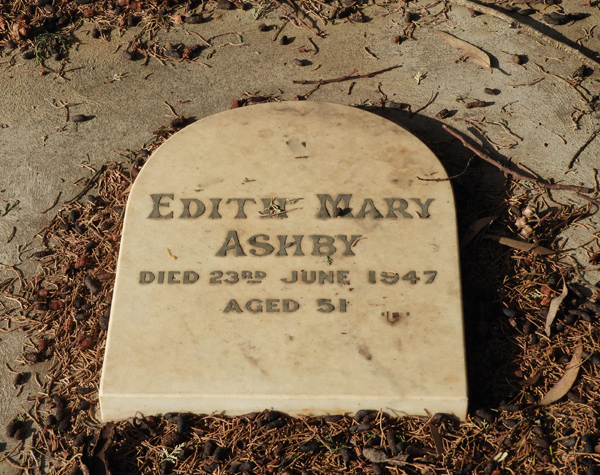 EDITH MARY
ASHBY
DIED 23RD JUNE 1947
AGED 51